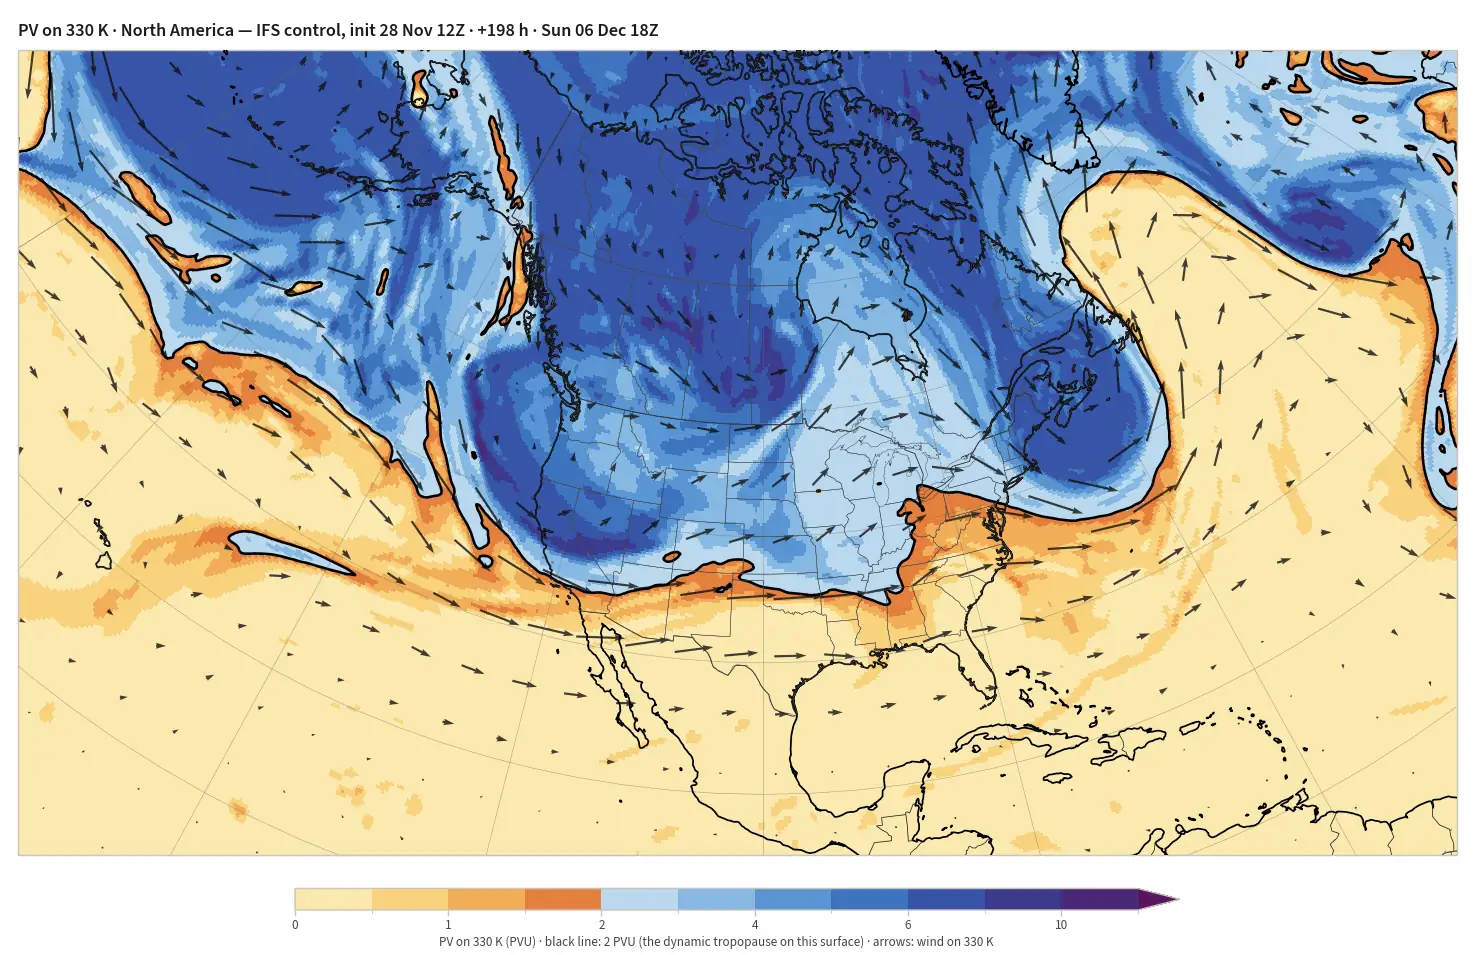 PV on 330 K · North America — IFS control, init 28 Nov 12Z · +198 h · Sun 06 Dec 18Z
0 1 2 4 6 10
PV on 330 K (PVU) · black line: 2 PVU (the dynamic tropopause on this surface) · arrows: wind on 330 K